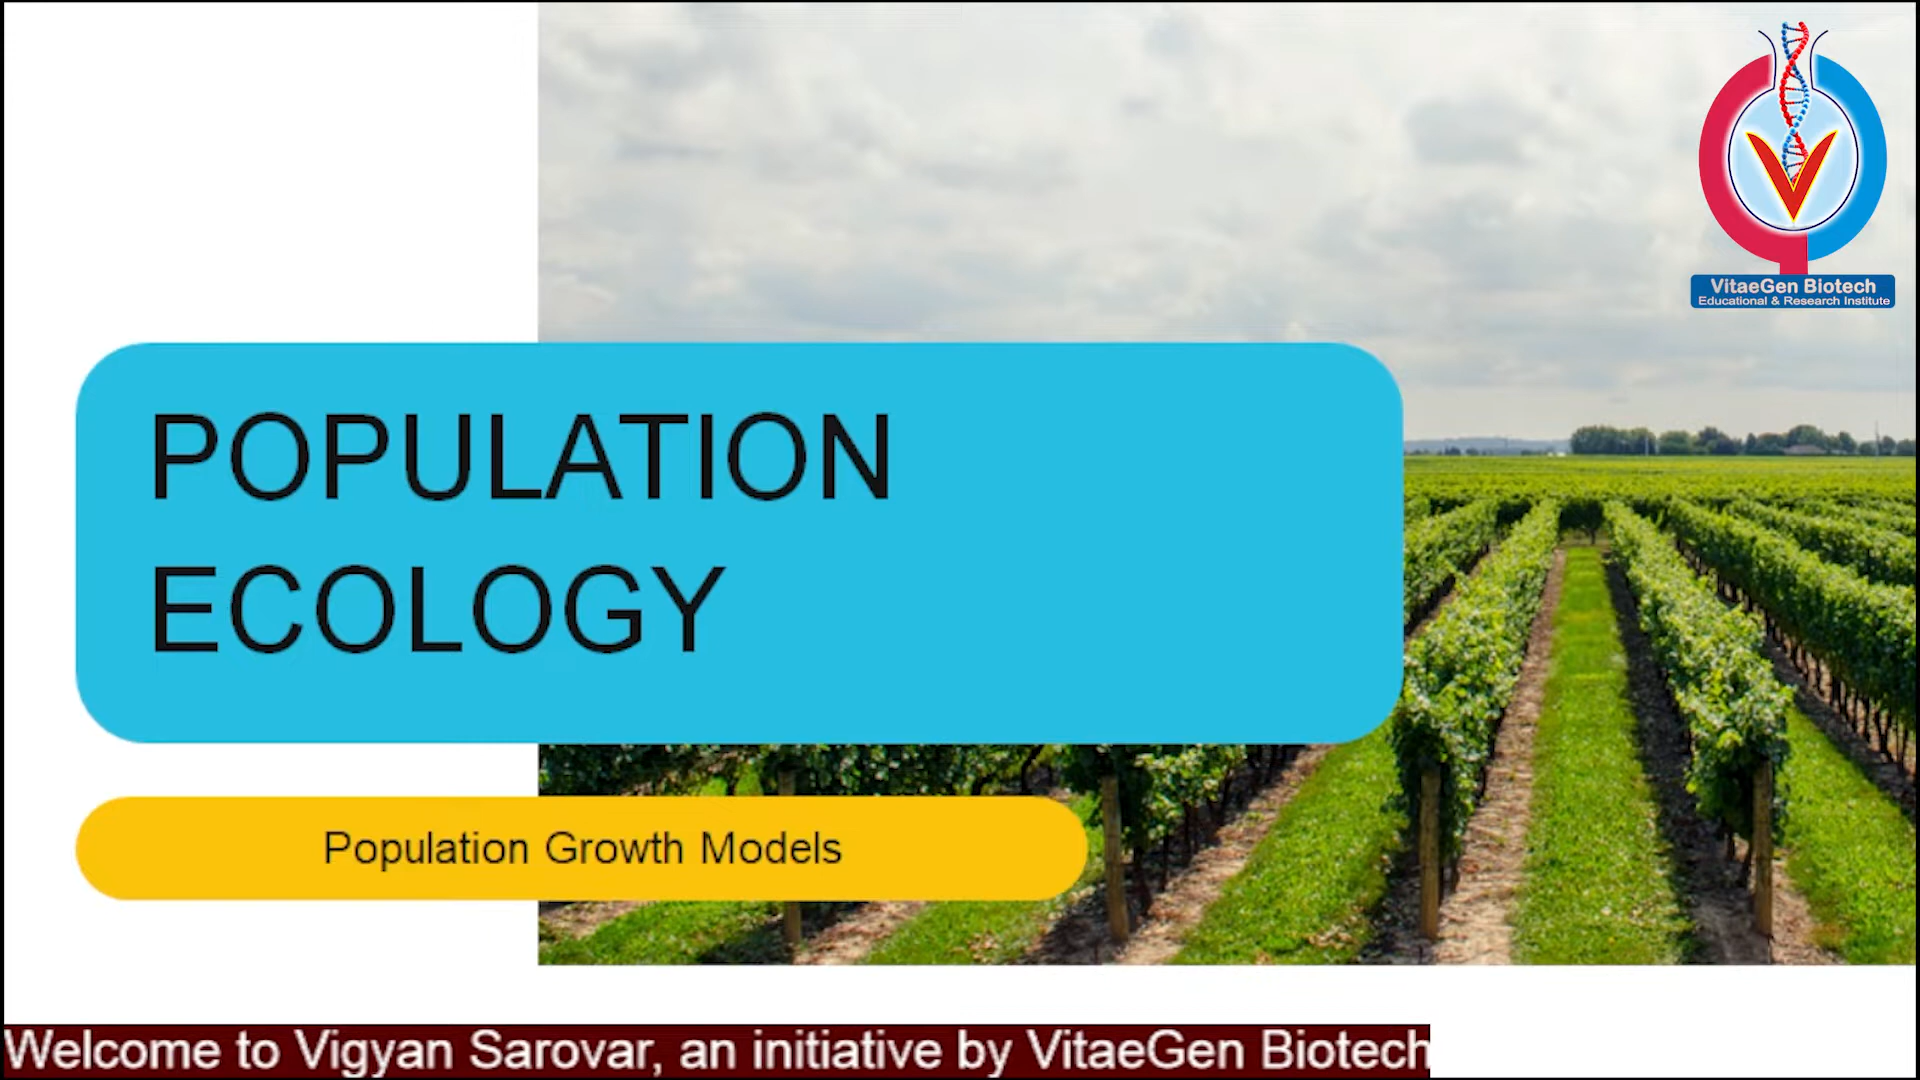 VitaeGen Biotech
Educational & Research Institute
POPULATION
ECOLOGY
Population Growth Models
Welcome to Vigyan Sarovar, an initiative by VitaeGen Biotech